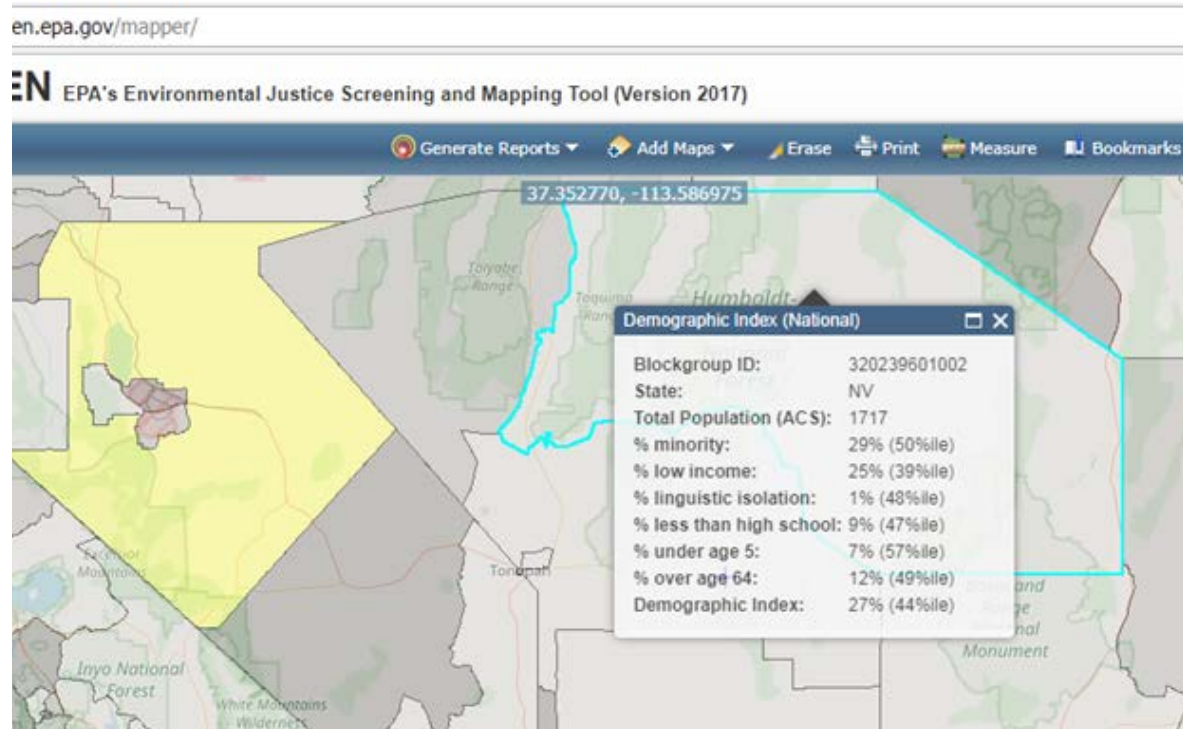 en.epa.gov/mapper/
EN EPA's Environmental Justice Screening and Mapping Tool (Version 2017)
Generate Reports Add Maps Erase Print Measure Bookmarks
37.352770, -113.586975
Toiyabe
Range
Toquima
Humboldt-
Demographic Index (National)
Blockgroup ID: 320239601002
State: NV
Total Population (ACS): 1717
% minority: 29% (50%ile)
% low income: 25% (39%ile)
% linguistic isolation: 1% (48%ile)
% less than high school: 9% (47%ile)
% under age 5: 7% (57%ile)
% over age 64: 12% (49%ile)
Demographic Index: 27% (44%ile)
Excelsior
Mountains
Tonopah
Monument
Inyo National
Forest
White Mountains
Wilderness